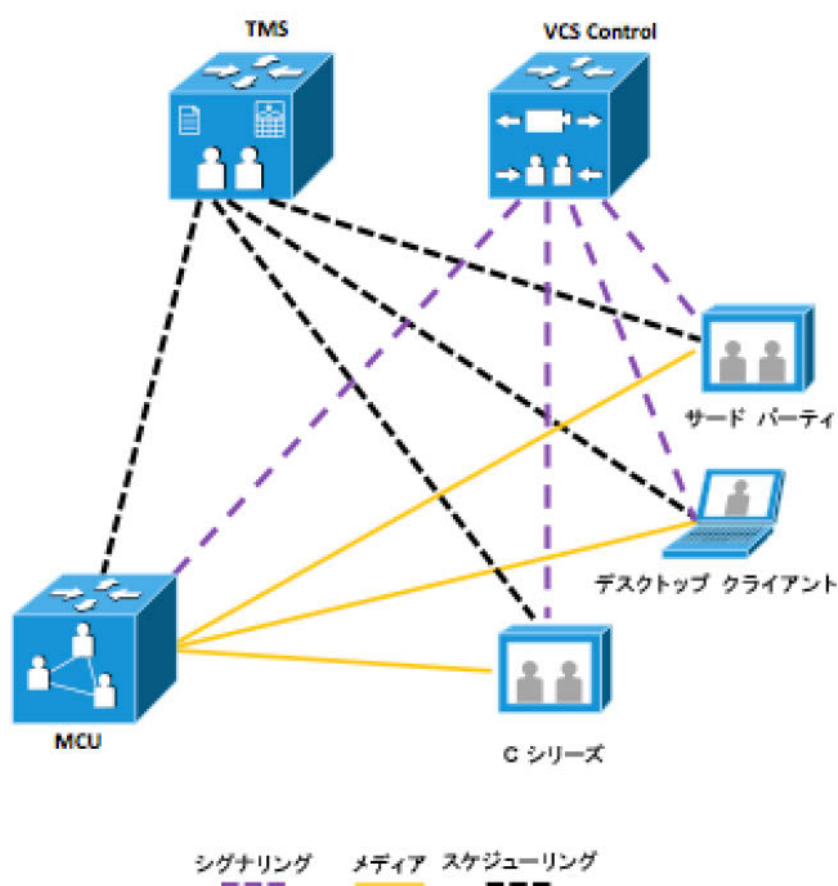 TMS
VCS Control
サード パーティ
デスクトップ クライアント
MCU
C シリーズ
シグナリング メディア スケジューリング